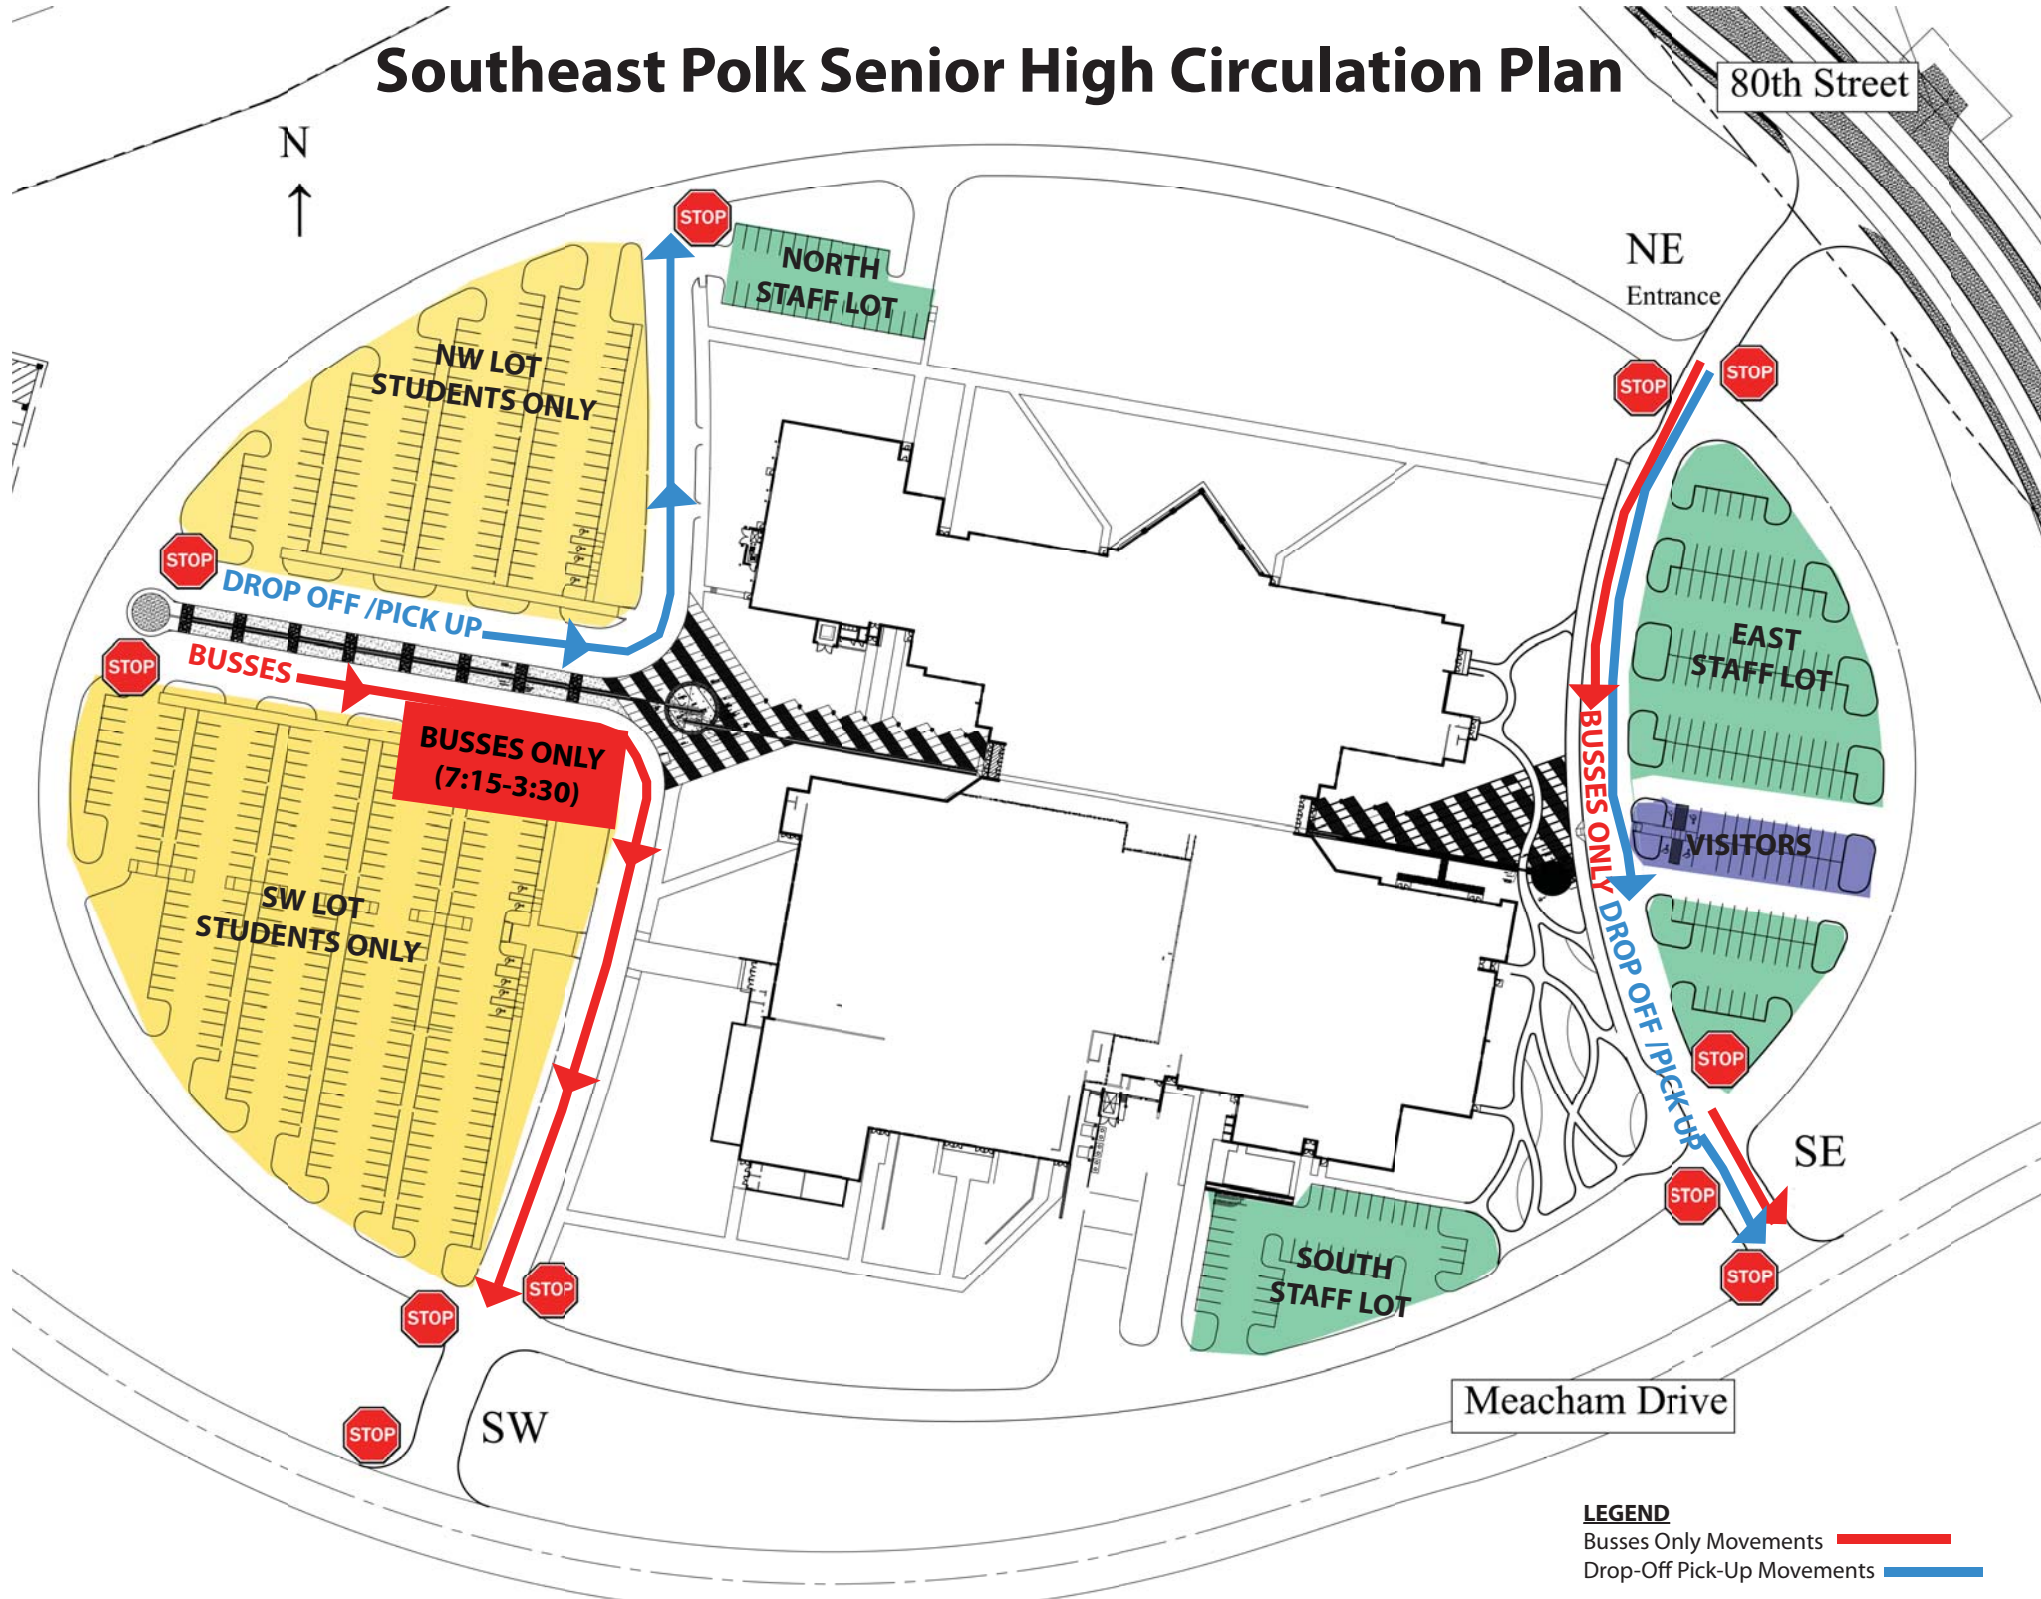 Southeast Polk Senior High Circulation Plan
80th Street
N
STOP
NORTH
STAFF LOT
NE
Entrance
STOP
STOP
NW LOT
STUDENTS ONLY
STOP
DROP OFF /PICK UP
STOP
BUSSES
BUSSES ONLY
(7:15-3:30)
EAST
STAFF LOT
BUSSES ONLY
VISITORS
SW LOT
STUDENTS ONLY
DROP OFF /PICK UP
STOP
SE
STOP
STOP
SOUTH
STAFF LOT
STOP
STOP
STOP
SW
Meacham Drive
LEGEND
Busses Only Movements
Drop-Off Pick-Up Movements